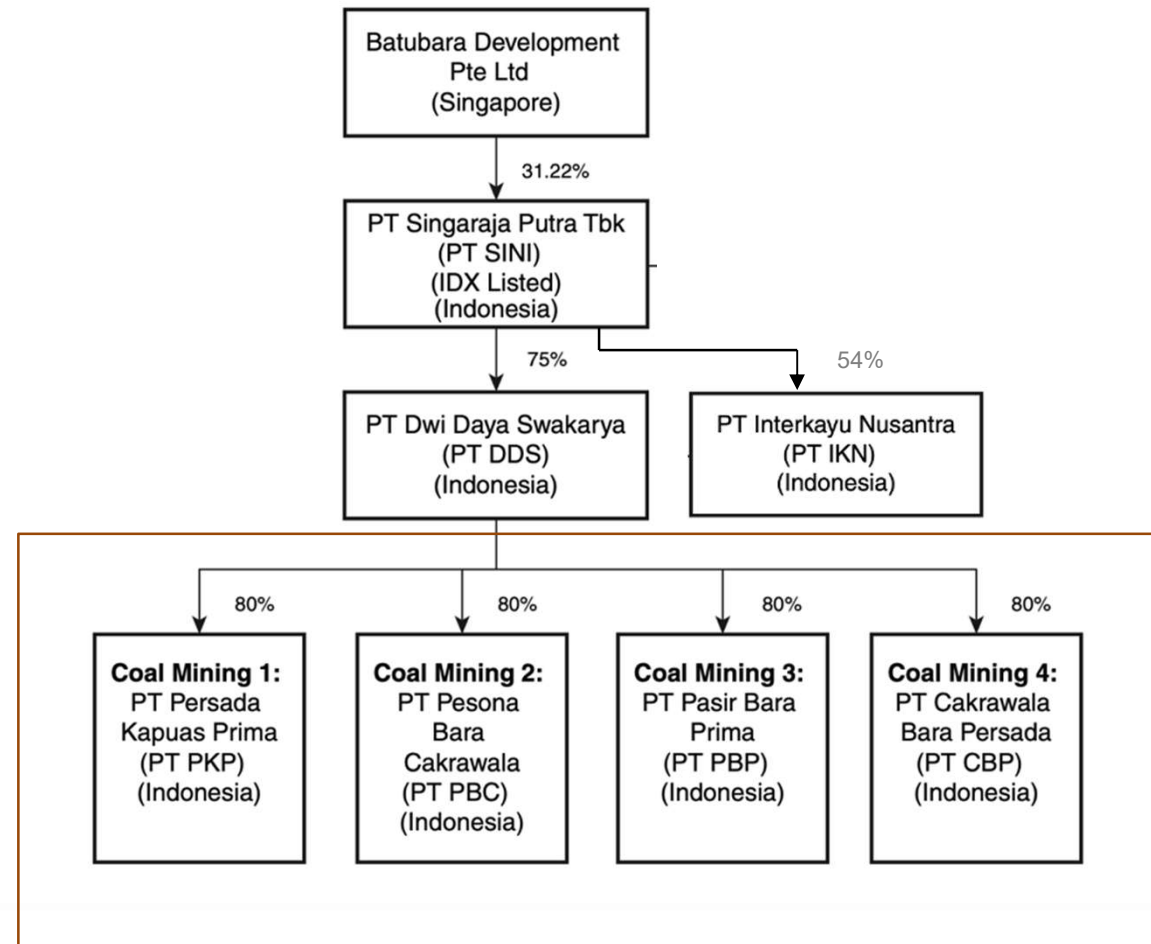 Batubara Development
Pte Ltd
(Singapore)
31.22%
PT Singaraja Putra Tbk
(PT SINI)
(IDX Listed)
(Indonesia)
75%
54%
PT Dwi Daya Swakarya
(PT DDS)
(Indonesia)
PT Interkayu Nusantra
(PT IKN)
(Indonesia)
80%
80%
80%
80%
Coal Mining 1:
PT Persada
Kapuas Prima
(PT PKP)
(Indonesia)
Coal Mining 2:
PT Pesona
Bara
Cakrawala
(PT PBC)
(Indonesia)
Coal Mining 3:
PT Pasir Bara
Prima
(PT PBP)
(Indonesia)
Coal Mining 4:
PT Cakrawala
Bara Persada
(PT CBP)
(Indonesia)